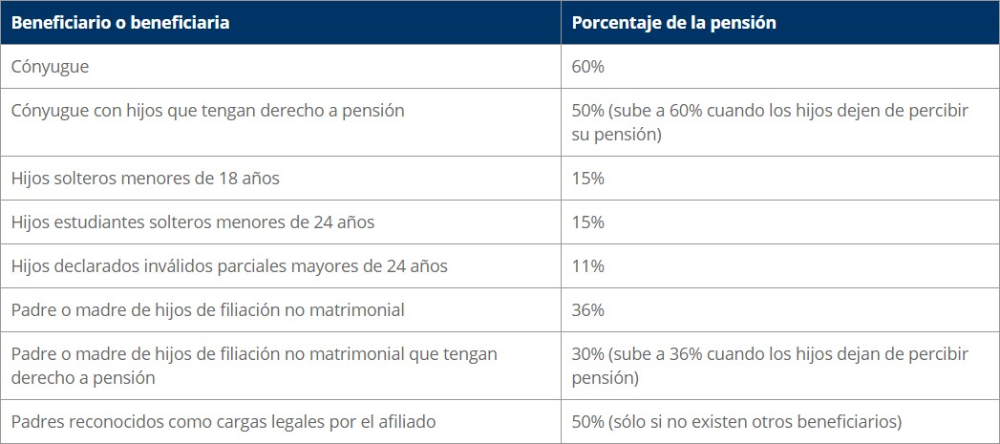 Beneficiario o beneficiaria
Porcentaje de la pensión
Cónyugue
60%
Cónyugue con hijos que tengan derecho a pensión
50% (sube a 60% cuando los hijos dejen de percibir
su pensión)
Hijos solteros menores de 18 años
15%
Hijos estudiantes solteros menores de 24 años
15%
Hijos declarados inválidos parciales mayores de 24 años
11%
Padre o madre de hijos de filiación no matrimonial
36%
Padre o madre de hijos de filiación no matrimonial que tengan
derecho a pensión
30% (sube a 36% cuando los hijos dejan de percibir
pensión)
Padres reconocidos como cargas legales por el afiliado
50% (sólo si no existen otros beneficiarios)